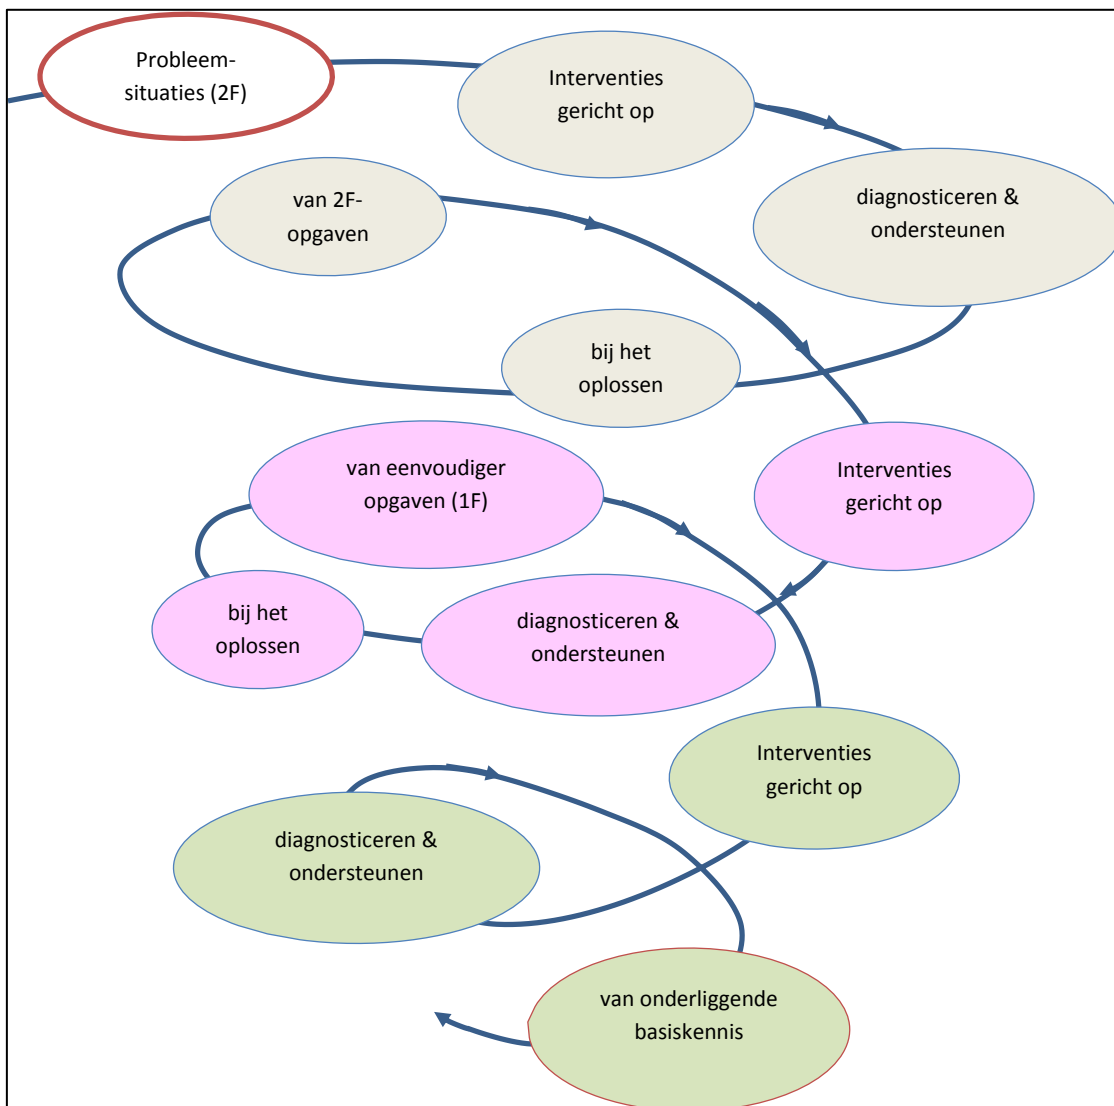 Probleem-
situaties (2F)
Interventies
gericht op
diagnosticeren &
ondersteunen
bij het
oplossen
van 2F-
opgaven
Interventies
gericht op
diagnosticeren &
ondersteunen
bij het
oplossen
van eenvoudiger
opgaven (1F)
Interventies
gericht op
diagnosticeren &
ondersteunen
van onderliggende
basiskennis